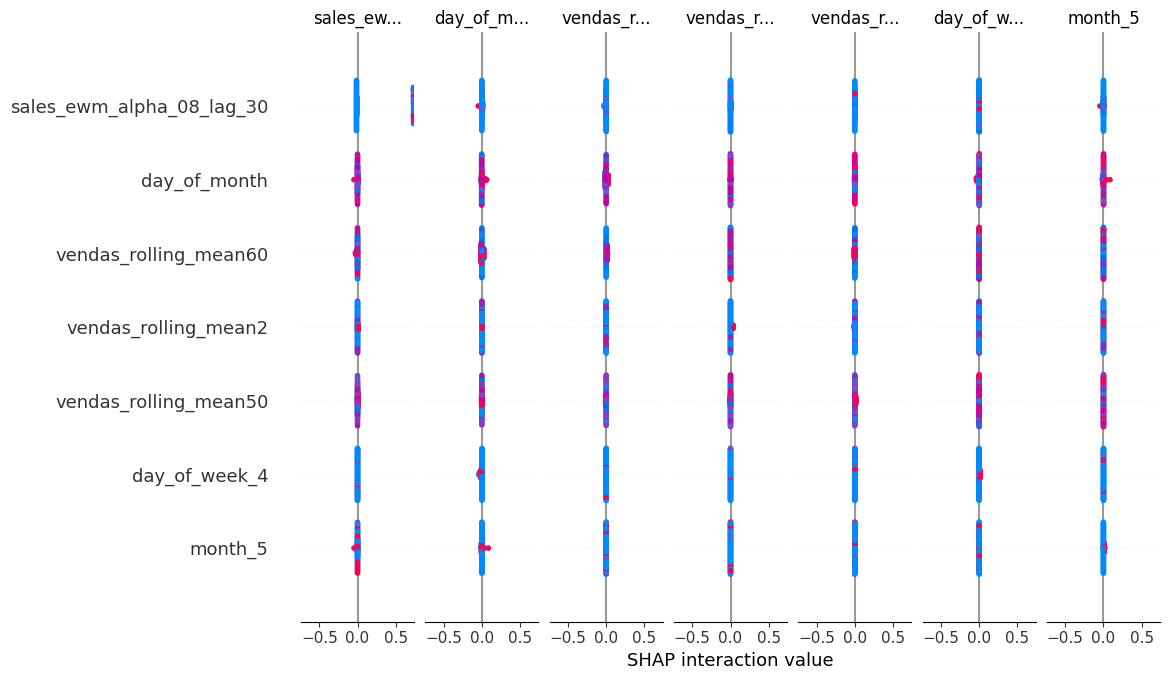 sales_ew... day_of_m... vendas_r... vendas_r... vendas_r... day_of_w... month_5
sales_ewm_alpha_08_lag_30
day_of_month
vendas_rolling_mean60
vendas_rolling_mean2
vendas_rolling_mean50
day_of_week_4
month_5
−0.5 0.0 0.5 −0.5 0.0 0.5 −0.5 0.0 0.5 −0.5 0.0 0.5 −0.5 0.0 0.5 −0.5 0.0 0.5 −0.5 0.0 0.5
SHAP interaction value